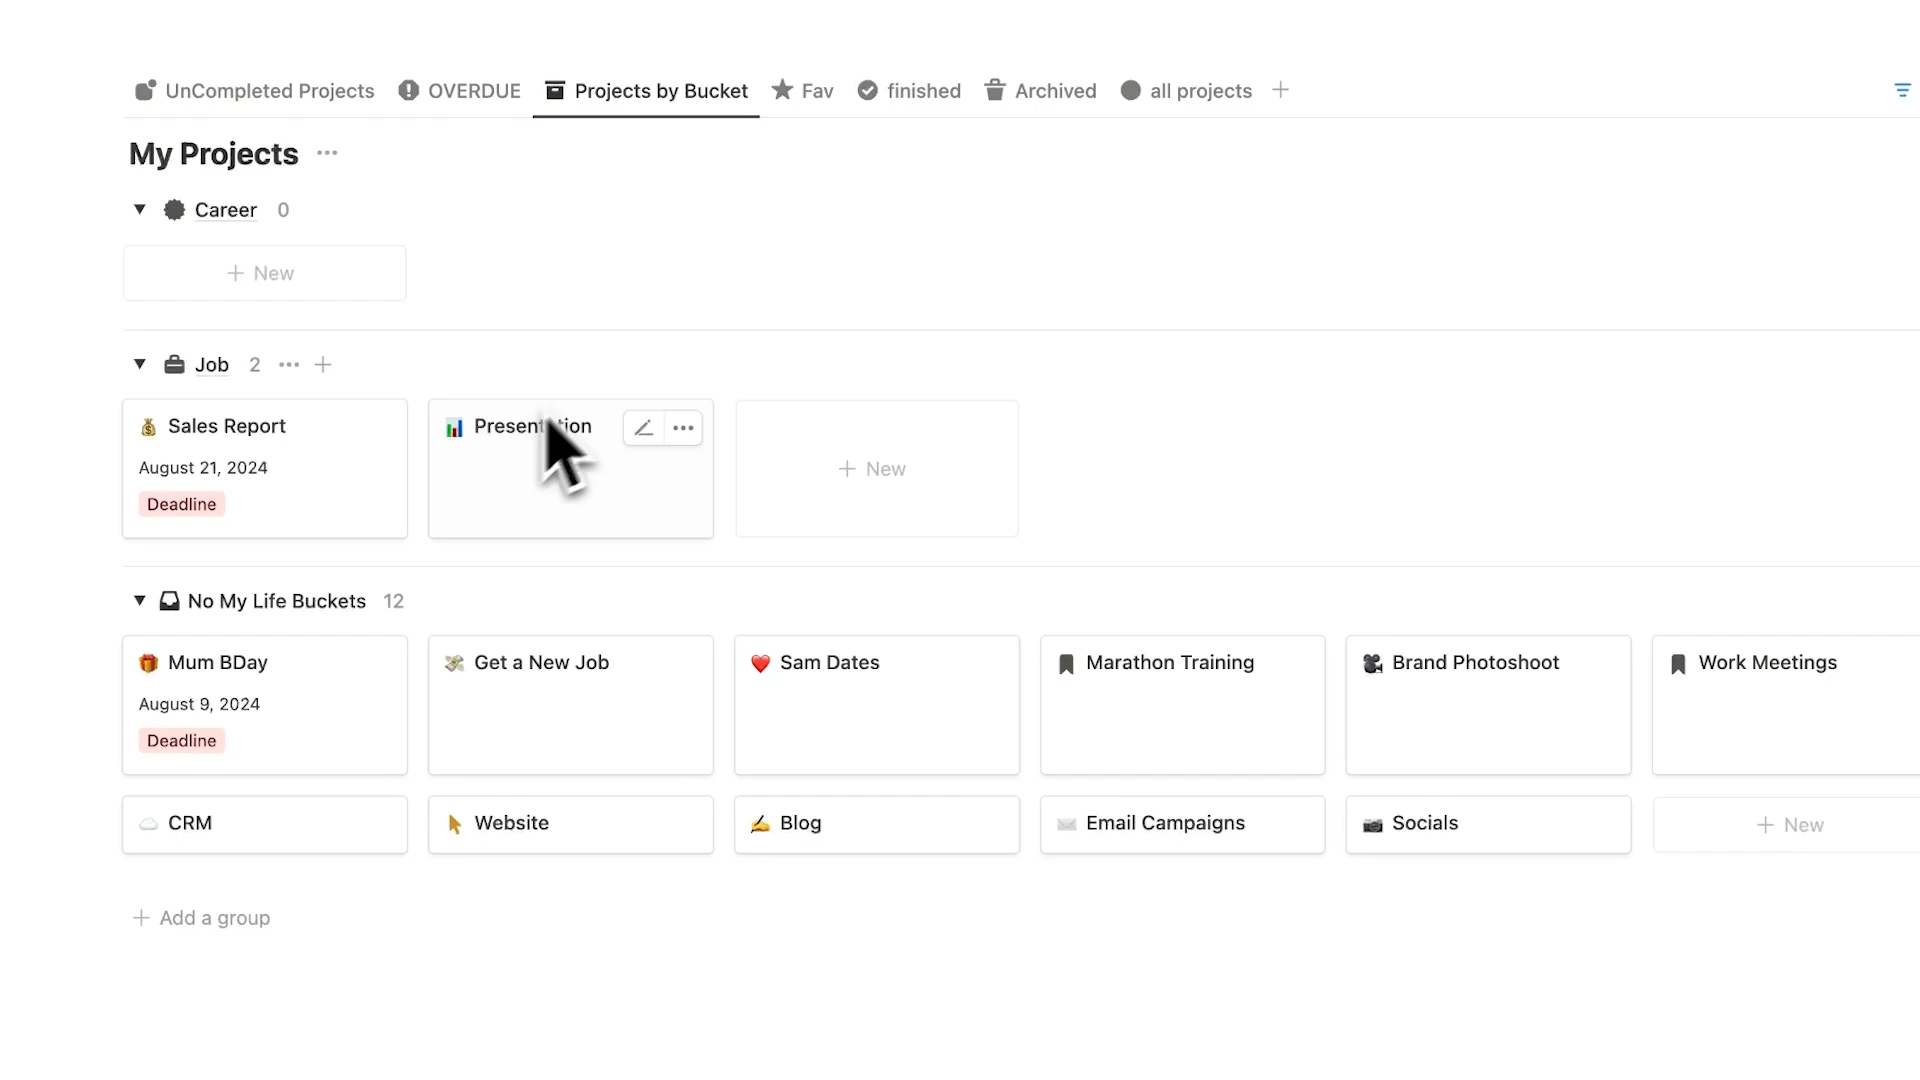 UnCompleted Projects OVERDUE Projects by Bucket Fav finished Archived all projects
My Projects
Career 0
New
Job 2
Sales Report
August 21, 2024
Deadline
Presentation
New
No My Life Buckets 12
Mum BDay
August 9, 2024
Deadline
Get a New Job
Sam Dates
Marathon Training
Brand Photoshoot
Work Meetings
CRM
Website
Blog
Email Campaigns
Socials
New
Add a group